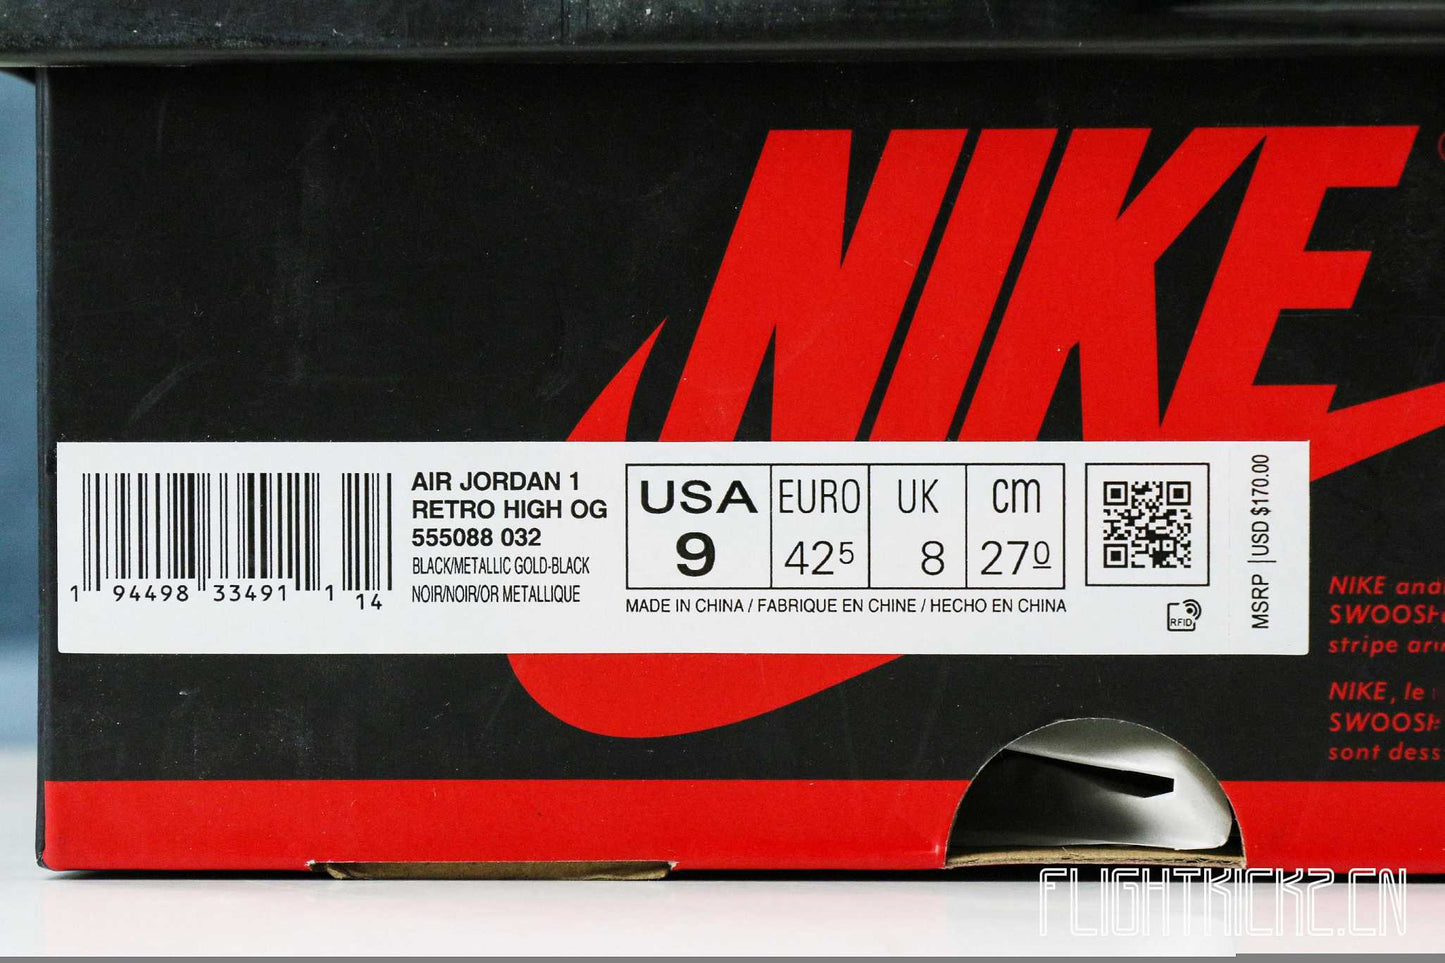 NIKE
AIR JORDAN 1
RETRO HIGH OG
555088 032
BLACK/METALLIC GOLD-BLACK
NOIR/NOIR/OR METALLIQUE
1 94498 33491 1 14
USA EURO UK cm
9 42 5 8 27 0
MADE IN CHINA / FABRIQUE EN CHINE / HECHO EN CHINA
RFID
MSRP |USD $170.00
NIKE and
SWOOSH
stripe
NIKE, le
SWOOSH
sont
FLIGHTKICKZ.CN